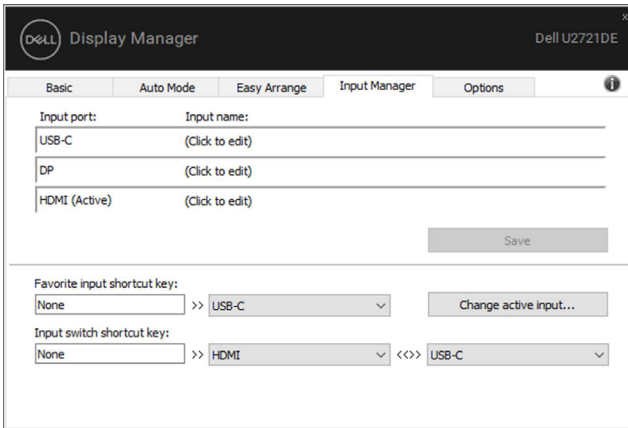 DELL Display Manager Dell U2721DE
x
Basic Auto Mode Easy Arrange Input Manager Options i
Input port: Input name:
USB-C (Click to edit)
DP (Click to edit)
HDMI (Active) (Click to edit)
Save
Favorite input shortcut key:
None >> USB-C Change active input...
Input switch shortcut key:
None >> HDMI <<>> USB-C